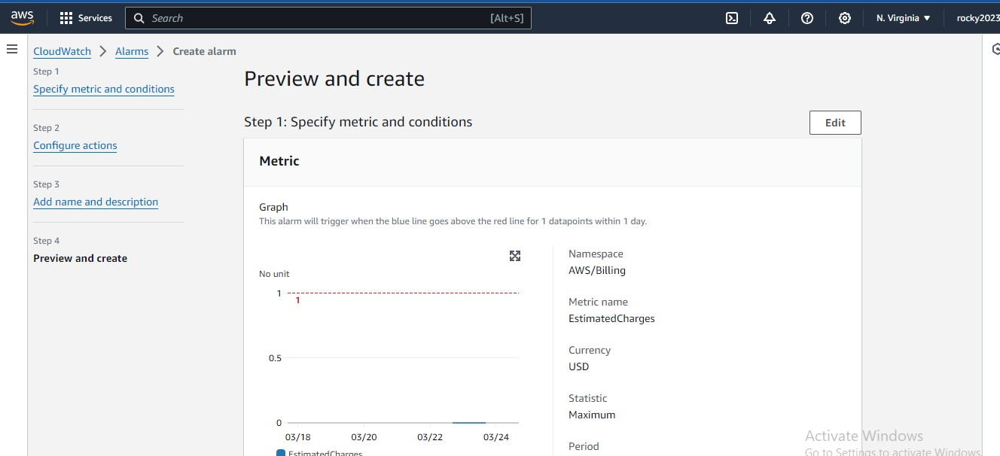 aws
Services
Search
[Alt+S]
N. Virginia
rocky2023
CloudWatch
Alarms
Create alarm
Step 1
Specify metric and conditions
Step 2
Configure actions
Step 3
Add name and description
Step 4
Preview and create
Preview and create
Step 1: Specify metric and conditions
Edit
Metric
Graph
This alarm will trigger when the blue line goes above the red line for 1 datapoints within 1 day.
No unit
1
1
0.5
0
03/18 03/20 03/22 03/24
EstimatedCharges
Namespace
AWS/Billing
Metric name
EstimatedCharges
Currency
USD
Statistic
Maximum
Period
Activate Windows
Go to Settings to activate Windows.